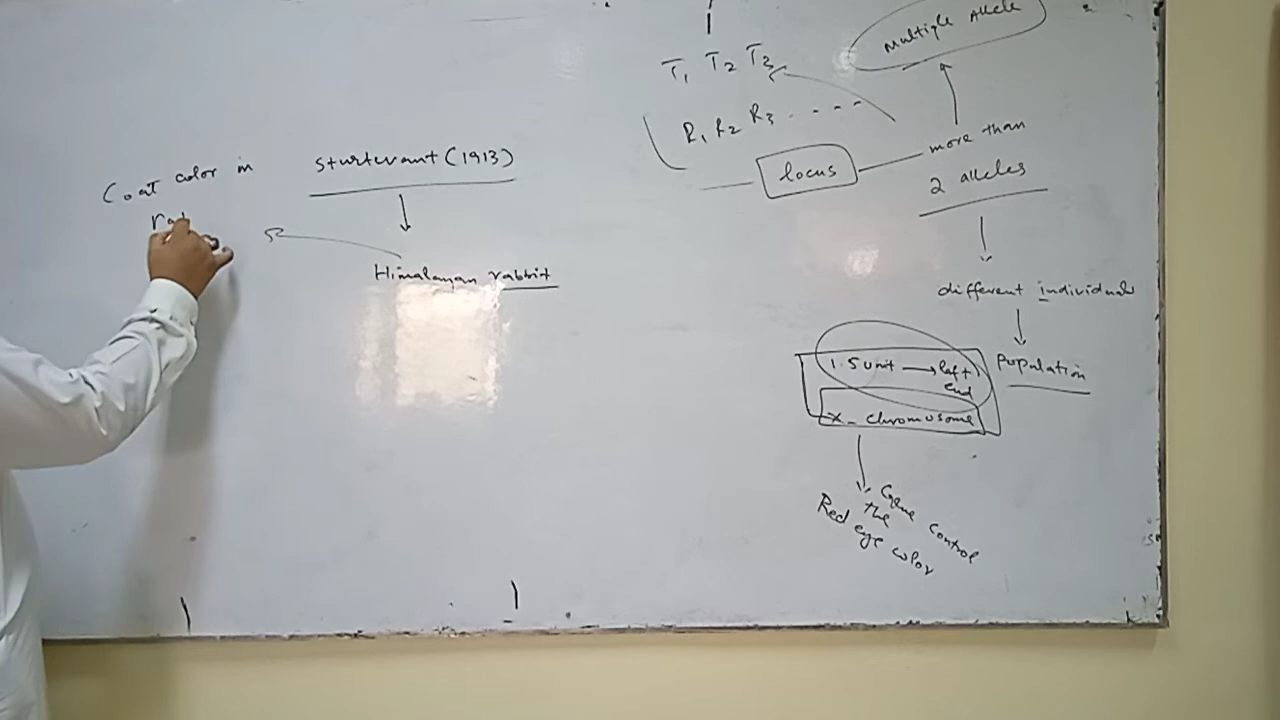 Coat color in
Sturtevant (1913)
Himalayan rabbit
T1 T2 T3
R1 R2 R3 - - - -
locus
Multiple Allele
more than
2 alleles
different individuals
Population
1.5 unit → left
end
X- chromosome
Gene control
the
Red eye color